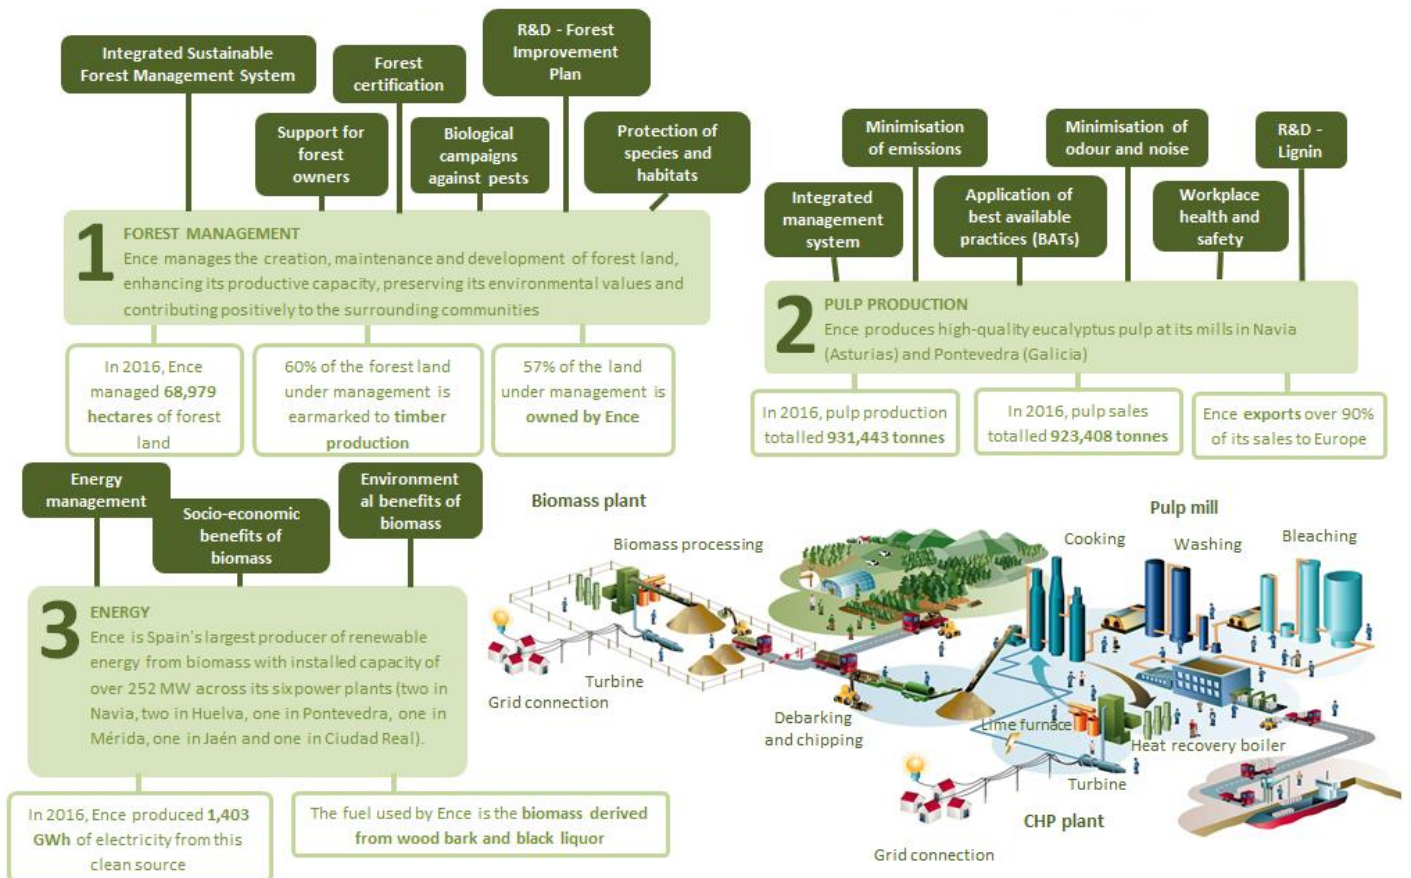 Integrated Sustainable
Forest Management System
Support for
forest
owners
Forest
certification
Biological
campaigns
against pests
R&D - Forest
Improvement
Plan
Protection of
species and
habitats
1
FOREST MANAGEMENT
Ence manages the creation, maintenance and development of forest land,
enhancing its productive capacity, preserving its environmental values and
contributing positively to the surrounding communities
In 2016, Ence
managed 68,979
hectares of forest
land
60% of the forest land
under management is
earmarked to timber
production
57% of the land
under management is
owned by Ence
Integrated
management
system
Minimisation
of emissions
Application of
best available
practices (BATs)
Minimisation of
odour and noise
Workplace
health and
safety
R&D -
Lignin
2
PULP PRODUCTION
Ence produces high-quality eucalyptus pulp at its mills in Navia
(Asturias) and Pontevedra (Galicia)
In 2016, pulp production
totalled 931,443 tonnes
In 2016, pulp sales
totalled 923,408 tonnes
Ence exports over 90%
of its sales to Europe
Energy
management
Socio-economic
benefits of
biomass
Environment
al benefits of
biomass
3
ENERGY
Ence is Spain's largest producer of renewable
energy from biomass with installed capacity of
over 252 MW across its six power plants (two in
Navia, two in Huelva, one in Pontevedra, one in
Mérida, one in Jaén and one in Ciudad Real).
In 2016, Ence produced 1,403
GWh of electricity from this
clean source
The fuel used by Ence is the biomass derived
from wood bark and black liquor
Biomass plant
Biomass processing
Turbine
Grid connection
Debarking
and chipping
Pulp mill
Cooking
Washing
Bleaching
Lime furnace
Heat recovery boiler
Turbine
CHP plant
Grid connection